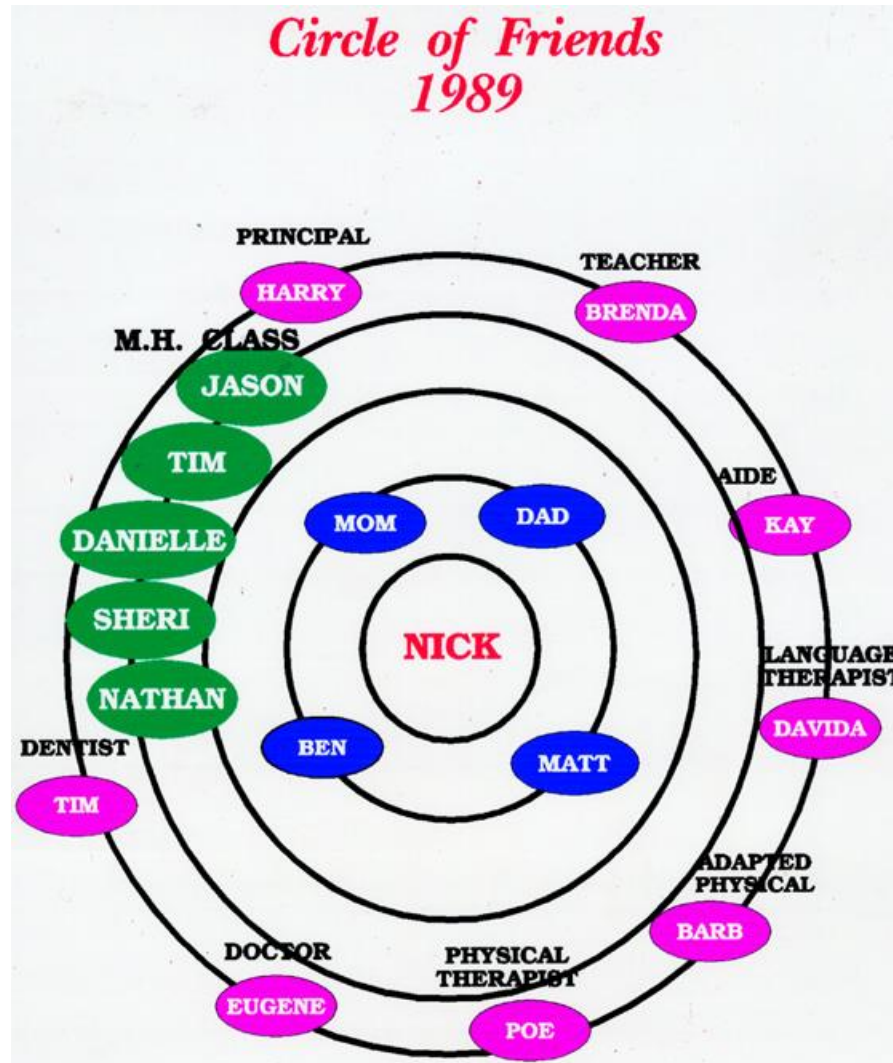 Circle of Friends
1989
PRINCIPAL
HARRY
TEACHER
BRENDA
M.H. CLASS
JASON
TIM
DANIELLE
SHERI
NATHAN
MOM
DAD
NICK
BEN
MATT
AIDE
KAY
LANGUAGE
THERAPIST
DAVIDA
DENTIST
TIM
ADAPTED
PHYSICAL
BARB
DOCTOR
EUGENE
PHYSICAL
THERAPIST
POE